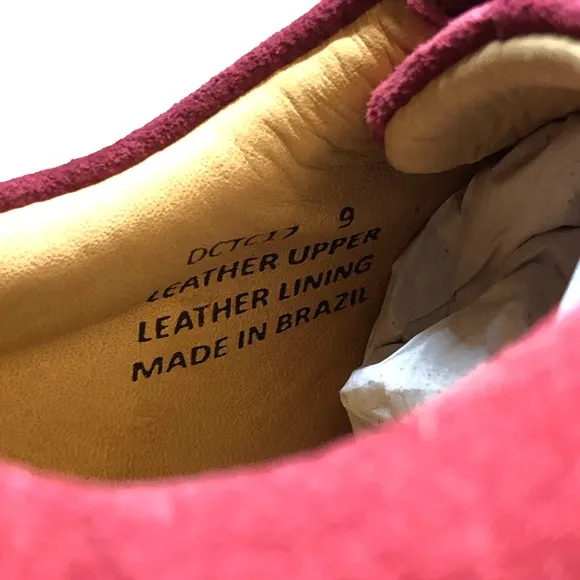 9
LEATHER UPPER
LEATHER LINING
MADE IN BRAZIL